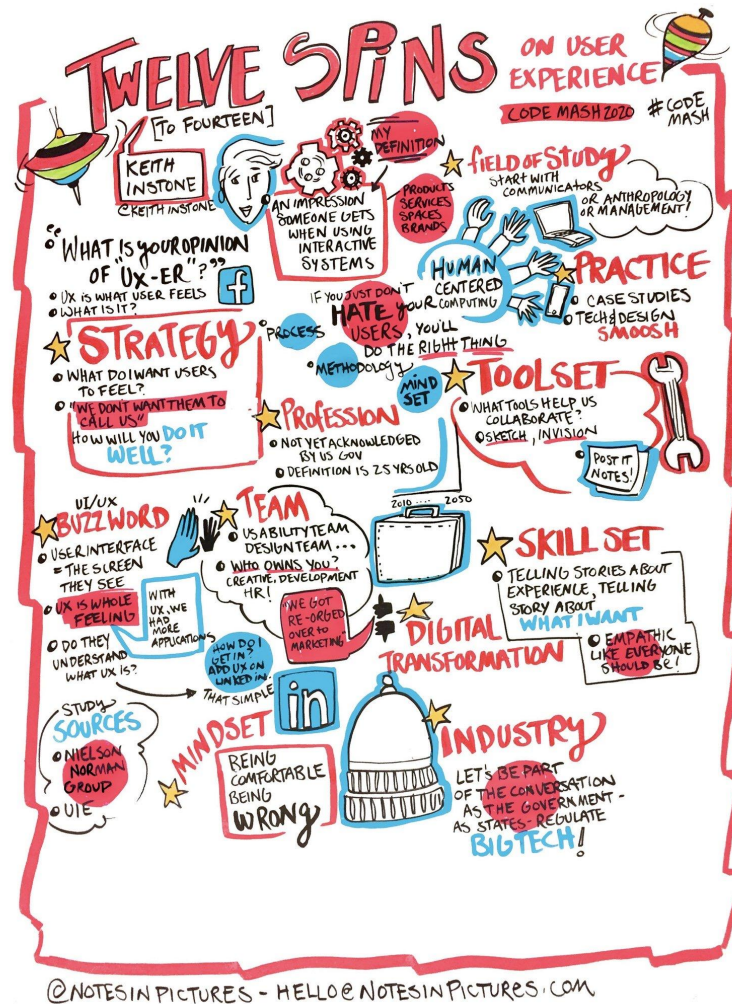 TWELVE SPINS
ON USER
EXPERIENCE
[TO FOURTEEN]
CODE MASH 2020
#CODE
MASH
KEITH
INSTONE
@KEITHINSTONE
MY
DEFINITION
AN IMPRESSION
SOMEONE GETS
WHEN USING
INTERACTIVE
SYSTEMS
PRODUCTS
SERVICES
SPACES
BRANDS
FIELD OF STUDY
START WITH
COMMUNICATORS
OR ANTHROPOLOGY
OR MANAGEMENT!
HUMAN
CENTERED
COMPUTING
"WHAT IS YOUR OPINION
OF "UX-ER"?"
UX IS WHAT USER FEELS
WHAT IS IT?
f
PRACTICE
CASE STUDIES
TECH & DESIGN
SMOOSH
IF YOU JUST DON'T
HATE YOUR
USERS, YOU'LL
DO THE RIGHT THING
PROCESS
METHODOLOGY
MIND
SET
STRATEGY
WHAT DO I WANT USERS
TO FEEL?
"WE DON'T WANT THEM TO
CALL US"
HOW WILL YOU DO IT
WELL?
PROFESSION
NOT YET ACKNOWLEDGED
BY US GOV
DEFINITION IS 25 YRS OLD
2010 .... 2050
TOOLSET
WHAT TOOLS HELP US
COLLABORATE?
SKETCH, INVISION
POST IT
NOTES!
UI/UX
BUZZWORD
USER INTERFACE
= THE SCREEN
THEY SEE
UX IS WHOLE
FEELING
DO THEY
UNDERSTAND
WHAT UX IS?
WITH
UX, WE
HAD
MORE
APPLICATIONS
TEAM
USABILITY TEAM
DESIGN TEAM ...
WHO OWNS YOU?
CREATIVE, DEVELOPMENT
HR!
"WE GOT
RE-ORGED
OVER TO
MARKETING"
HOW DO I
GET IN?
ADD UX ON
LINKED IN.
THAT SIMPLE
in
DIGITAL
TRANSFORMATION
SKILL SET
TELLING STORIES ABOUT
EXPERIENCE, TELLING
STORY ABOUT
WHAT I WANT
EMPATHIC
LIKE EVERYONE
SHOULD BE!
STUDY
SOURCES
NIELSON
NORMAN
GROUP
UIE
MINDSET
BEING
COMFORTABLE
BEING
WRONG
INDUSTRY
LET'S BE PART
OF THE CONVERSATION
AS THE GOVERNMENT -
AS STATES - REGULATE
BIG TECH!
@NOTESINPICTURES - HELLO@NOTESINPICTURES.COM